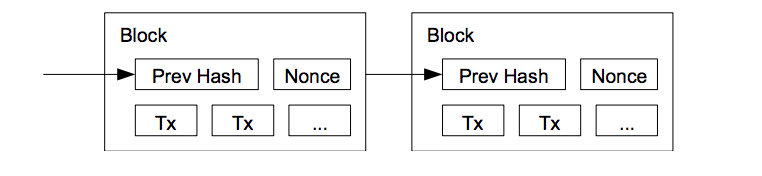 Block
Prev Hash Nonce
Tx Tx ...
Block
Prev Hash Nonce
Tx Tx ...